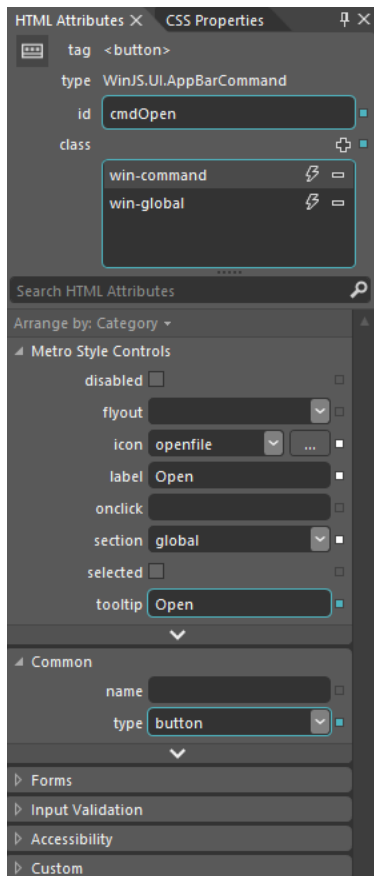 HTML Attributes CSS Properties
tag <button>
type WinJS.UI.AppBarCommand
id cmdOpen
class
win-command
win-global
Search HTML Attributes
Arrange by: Category
Metro Style Controls
disabled
flyout
icon openfile ...
label Open
onclick
section global
selected
tooltip Open
Common
name
type button
Forms
Input Validation
Accessibility
Custom